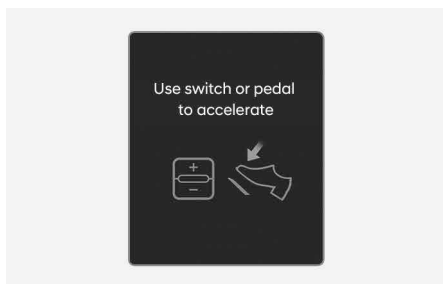 Use switch or pedal
to accelerate
+
−